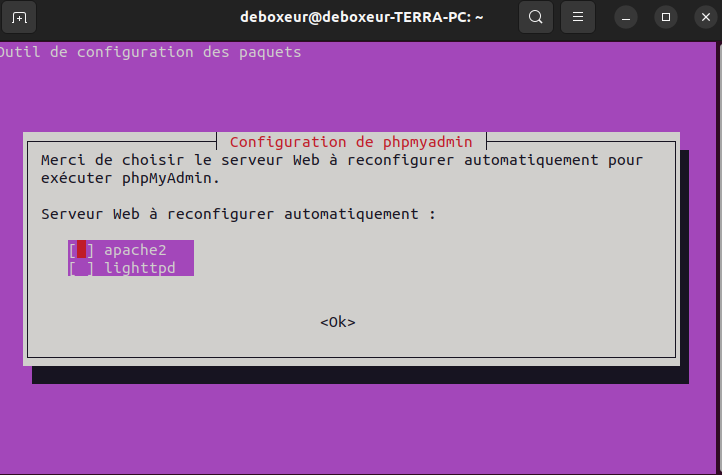 deboxeur@deboxeur-TERRA-PC: ~
Outil de configuration des paquets
Configuration de phpmyadmin
Merci de choisir le serveur Web à reconfigurer automatiquement pour
exécuter phpMyAdmin.
Serveur Web à reconfigurer automatiquement :
[ ] apache2
[ ] lighttpd
<Ok>